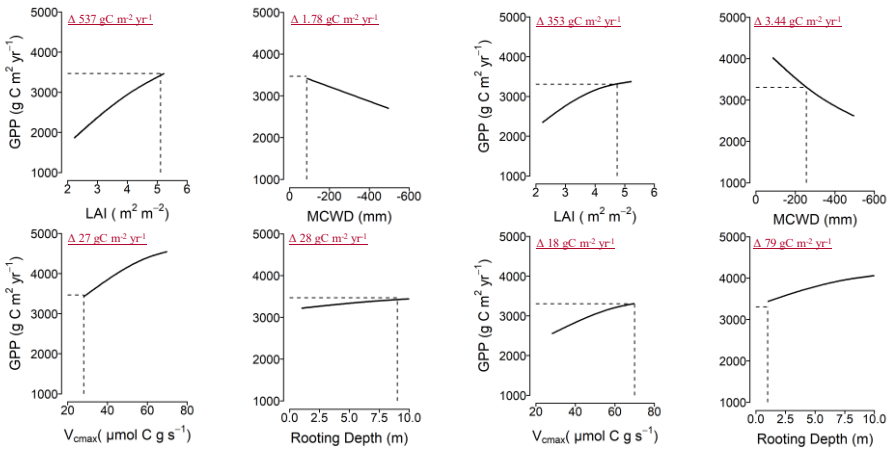 Δ 537 gC m⁻² yr⁻¹
5000
4000
3000
2000
1000
GPP (g C m² yr⁻¹)
2 3 4 5 6
LAI ( m² m⁻²)
Δ 1.78 gC m⁻² yr⁻¹
5000
4000
3000
2000
1000
0 -200 -400 -600
MCWD (mm)
Δ 353 gC m⁻² yr⁻¹
5000
4000
3000
2000
1000
GPP (g C m² yr⁻¹)
2 3 4 5 6
LAI ( m² m⁻²)
Δ 3.44 gC m⁻² yr⁻¹
5000
4000
3000
2000
1000
0 -200 -400 -600
MCWD (mm)
Δ 27 gC m⁻² yr⁻¹
5000
4000
3000
2000
1000
GPP (g C m² yr⁻¹)
20 40 60 80
Vcmax( μmol C g s⁻¹)
Δ 28 gC m⁻² yr⁻¹
5000
4000
3000
2000
1000
0.0 2.5 5.0 7.5 10.0
Rooting Depth (m)
Δ 18 gC m⁻² yr⁻¹
5000
4000
3000
2000
1000
GPP (g C m² yr⁻¹)
20 40 60 80
Vcmax( μmol C g s⁻¹)
Δ 79 gC m⁻² yr⁻¹
5000
4000
3000
2000
1000
0.0 2.5 5.0 7.5 10.0
Rooting Depth (m)